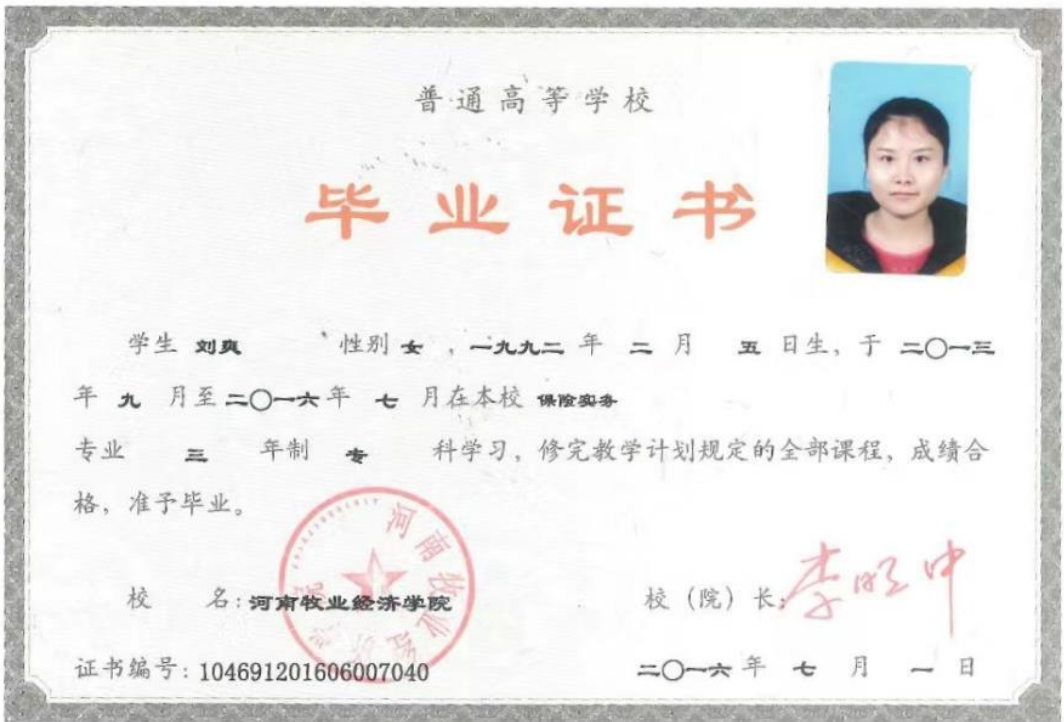 普通高等学校
毕业证书
学生 刘爽 性别 女 ，一九九二 年 二 月 五 日生，于 二〇一三
年 九 月至 二〇一六 年 七 月在本校 保险实务
专业 三 年制 专 科学习，修完教学计划规定的全部课程，成绩合
格，准予毕业。
校 名：河南牧业经济学院
校（院）长：
证书编号：104691201606007040
二〇一六 年 七 月 一 日